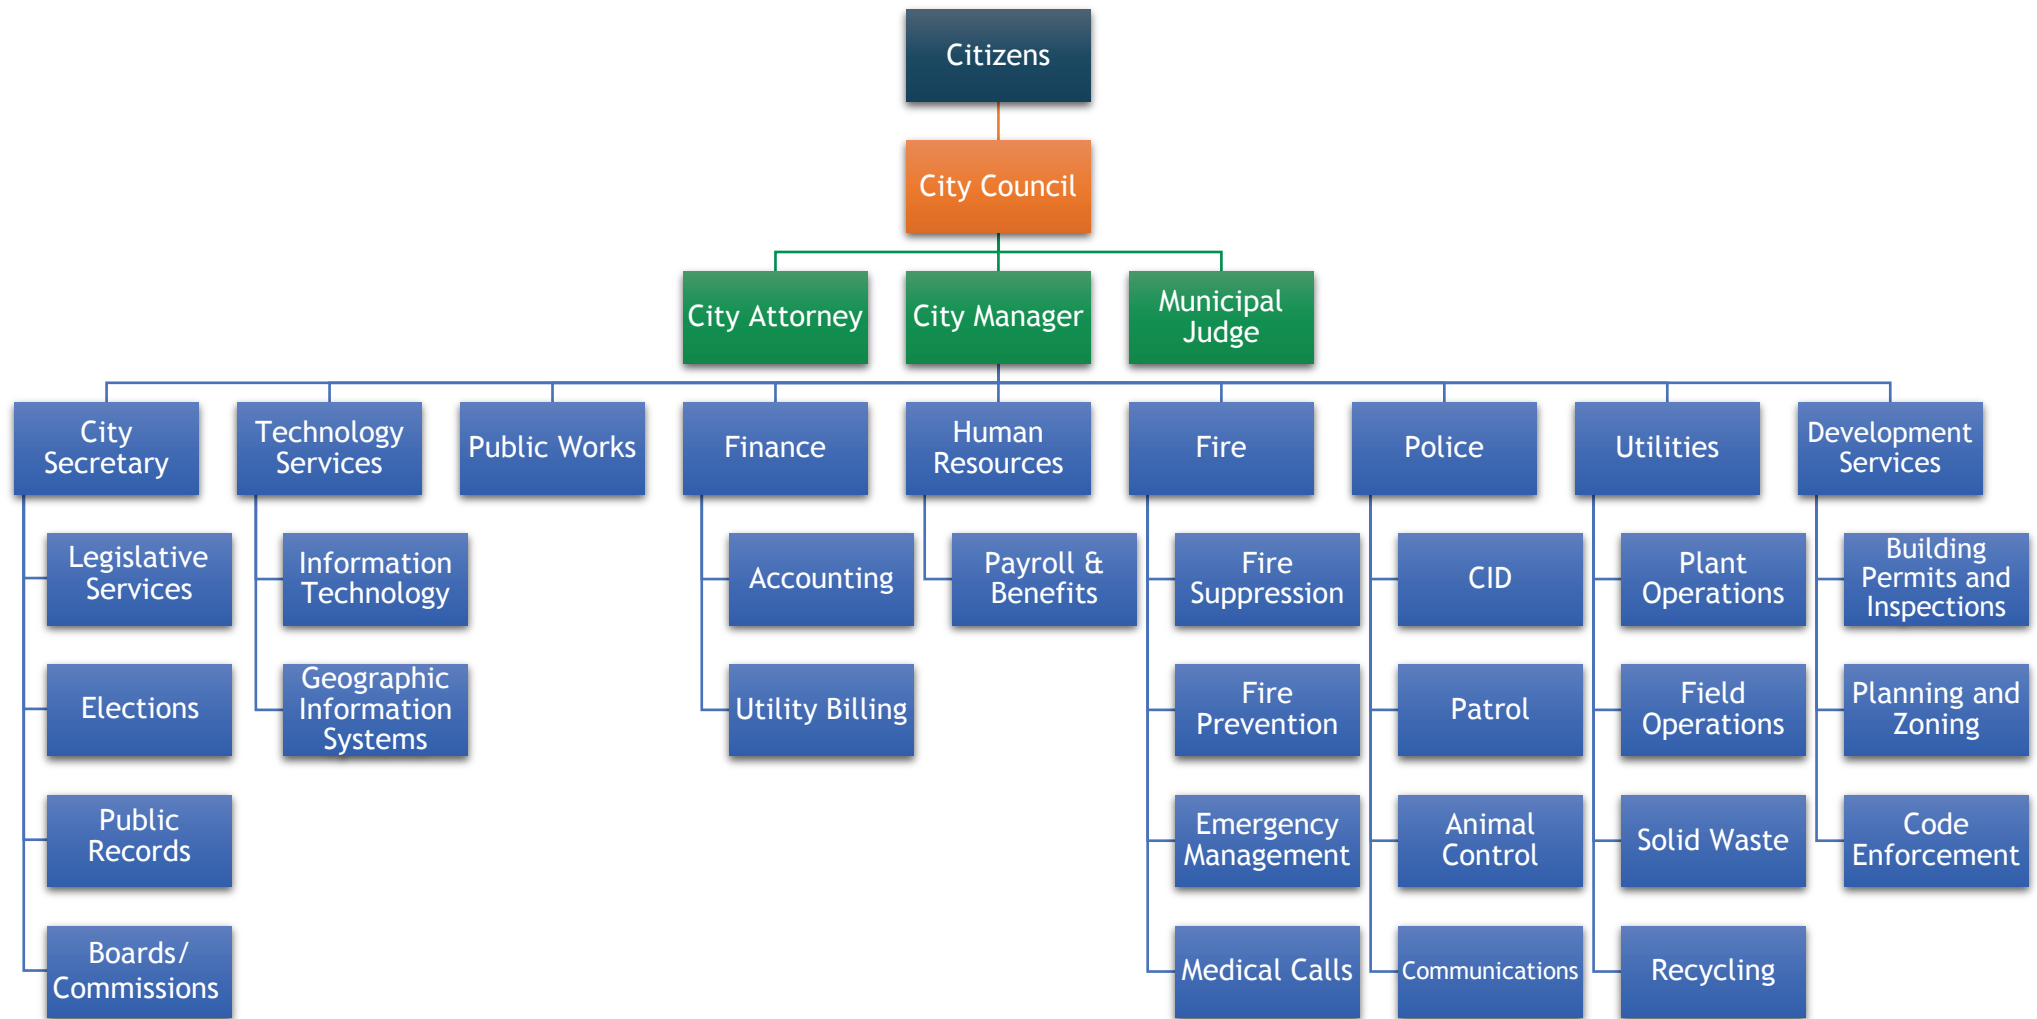 Citizens
City Council
City Attorney
City Manager
Municipal
Judge
City
Secretary
Technology
Services
Public Works
Finance
Human
Resources
Fire
Police
Utilities
Development
Services
Legislative
Services
Information
Technology
Accounting
Payroll &
Benefits
Fire
Suppression
CID
Plant
Operations
Building
Permits and
Inspections
Elections
Geographic
Information
Systems
Utility Billing
Fire
Prevention
Patrol
Field
Operations
Planning and
Zoning
Public
Records
Emergency
Management
Animal
Control
Solid Waste
Code
Enforcement
Boards/
Commissions
Medical Calls
Communications
Recycling